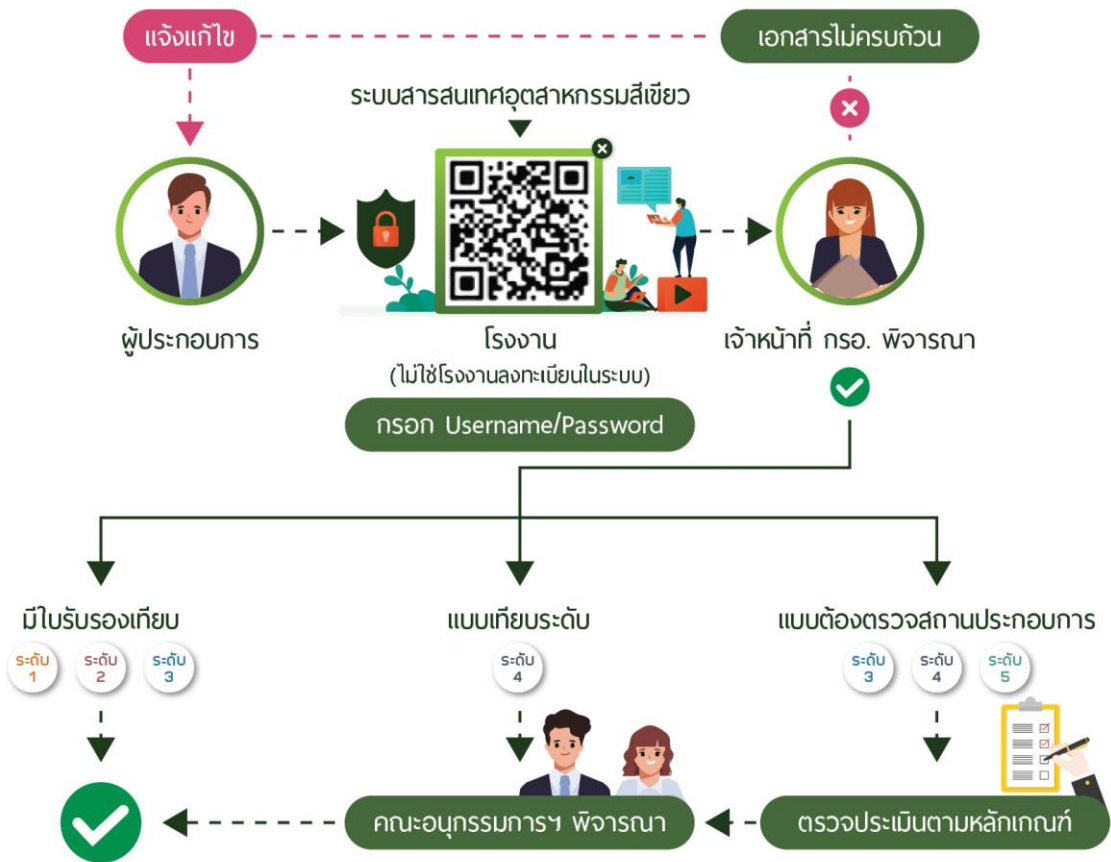 แจ้งแก้ไข
เอกสารไม่ครบถ้วน
ระบบสารสนเทศอุตสาหกรรมสีเขียว
ผู้ประกอบการ
โรงงาน
เจ้าหน้าที่ กรอ. พิจารณา
(ไม่ใช่โรงงานลงทะเบียนในระบบ)
กรอก Username/Password
มีใบรับรองเทียบ
แบบเทียบระดับ
แบบต้องตรวจสถานประกอบการ
ระดับ 1
ระดับ 2
ระดับ 3
ระดับ 4
ระดับ 3
ระดับ 4
ระดับ 5
คณะอนุกรรมการฯ พิจารณา
ตรวจประเมินตามหลักเกณฑ์